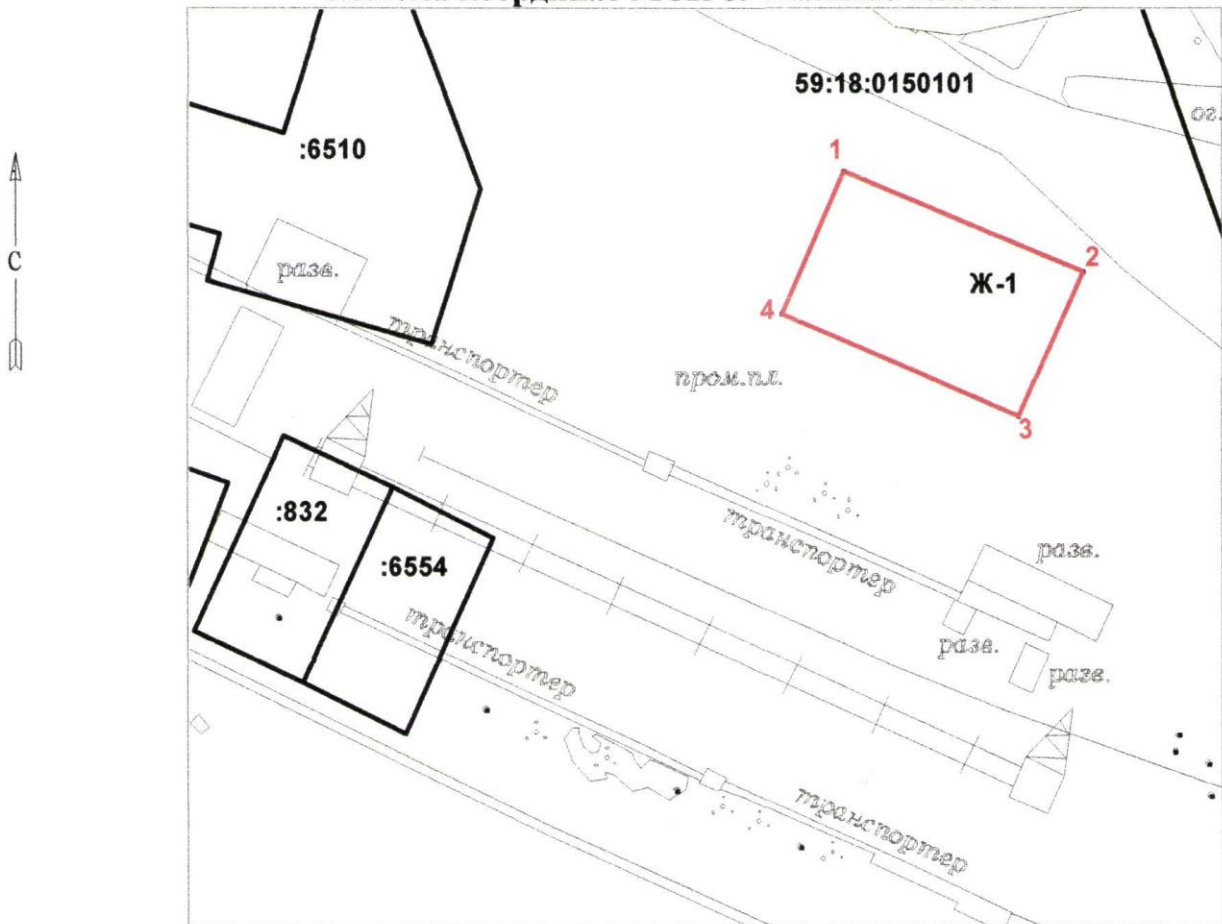 59:18:0150101
:6510
1
2
Ж-1
4
3
С
разв.
транспортер
пром.пл.
:832
:6554
транспортер
разв.
разв.
разв.
транспортер
транспортер